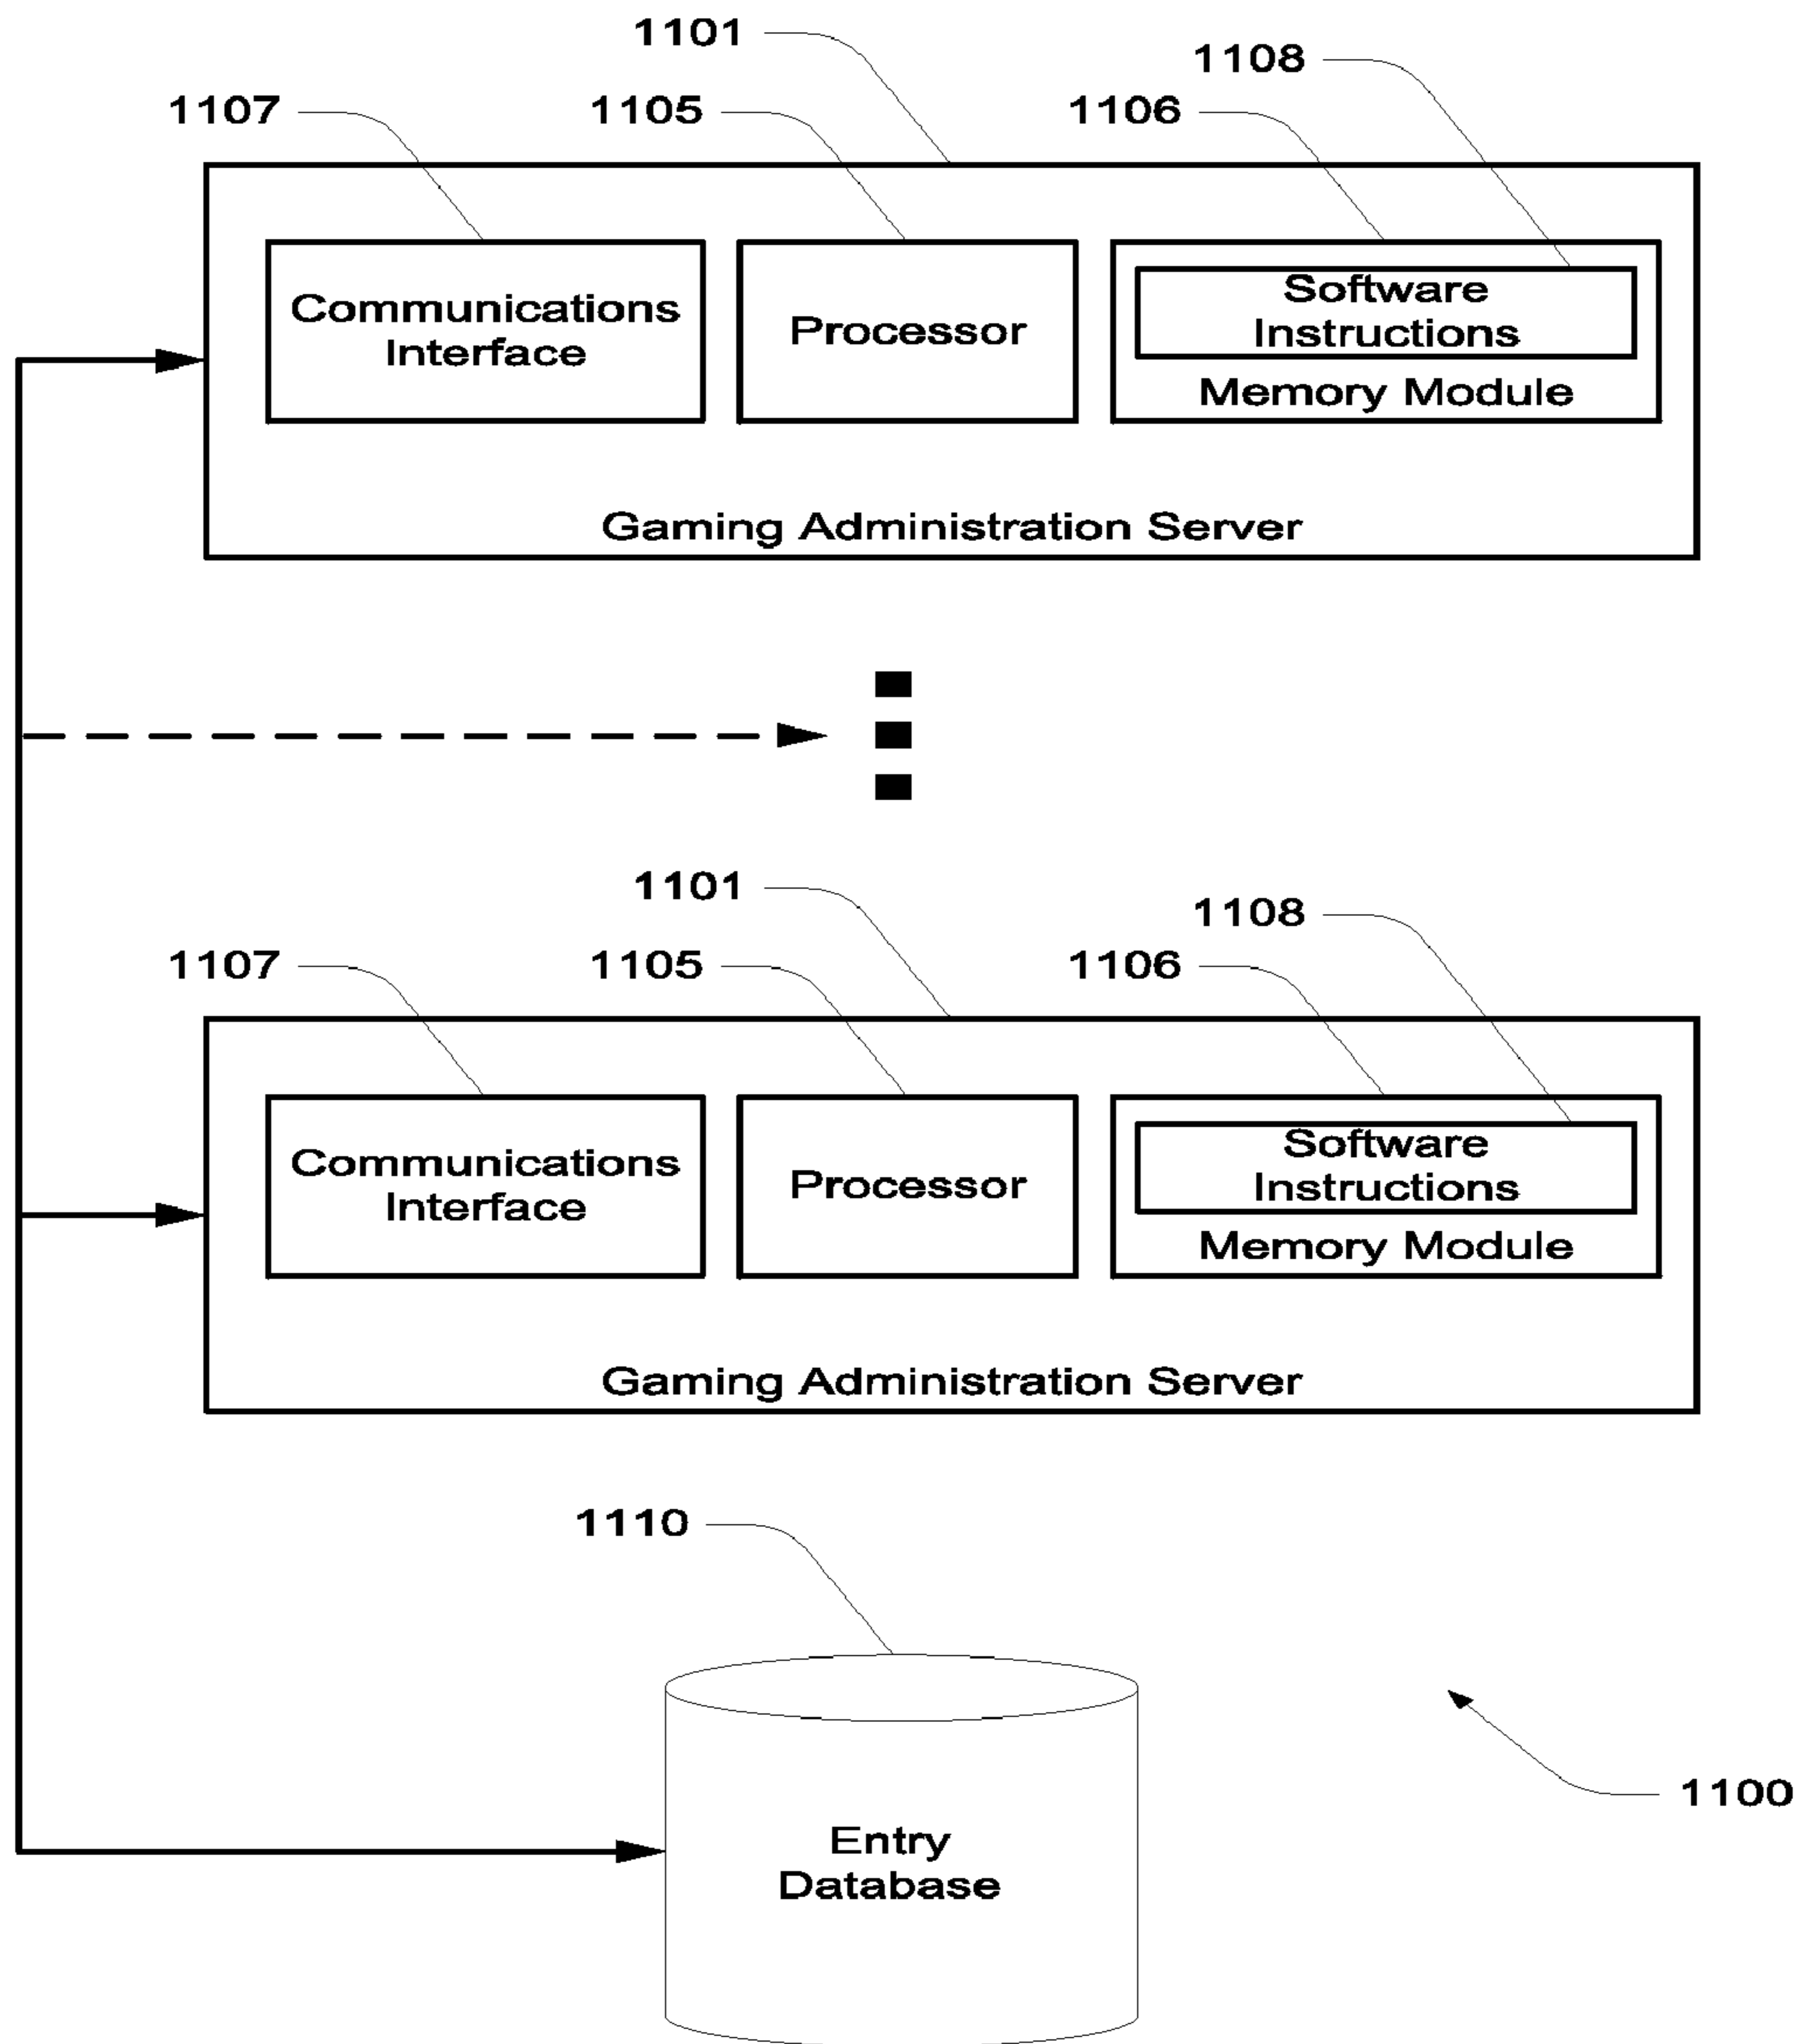 1101
1108
1107
1105
1106
Communications
Interface
Processor
Software
Instructions
Memory Module
Gaming Administration Server
1101
1108
1107
1105
1106
Communications
Interface
Processor
Software
Instructions
Memory Module
Gaming Administration Server
1110
1100
Entry
Database